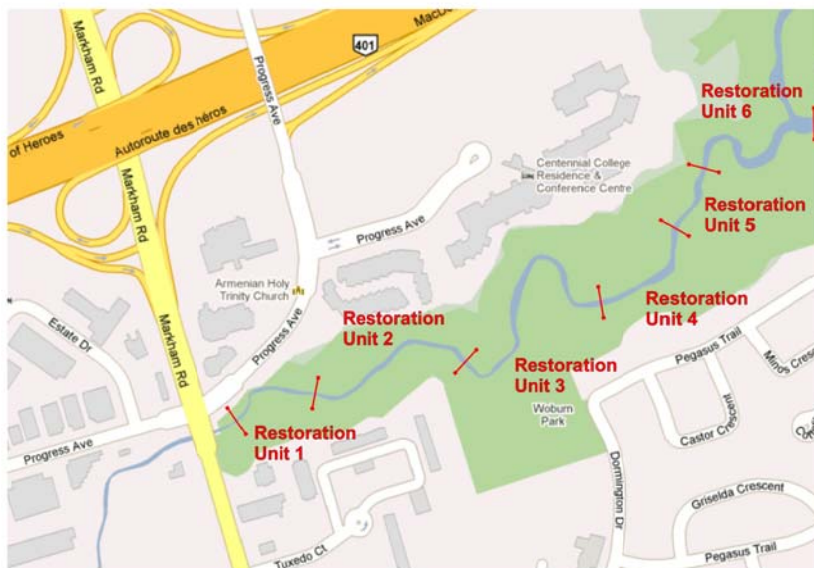 Markham Rd
401
MacDo
of Heroes
Autoroute des héros
Progress Ave
Markham Rd
Centennial College
Residence &
Conference Centre
Progress Ave
Restoration
Unit 6
Restoration
Unit 5
Restoration
Unit 4
Armenian Holy
Trinity Church
Restoration
Unit 2
Estate Dr
Markham Rd
Progress Ave
Pegasus Trail
Restoration
Unit 3
Woburn
Park
Castor Crescent
Restoration
Unit 1
Progress Ave
Dormington Dr
Griselda Crescent
Tuxedo Ct
Pegasus Trail